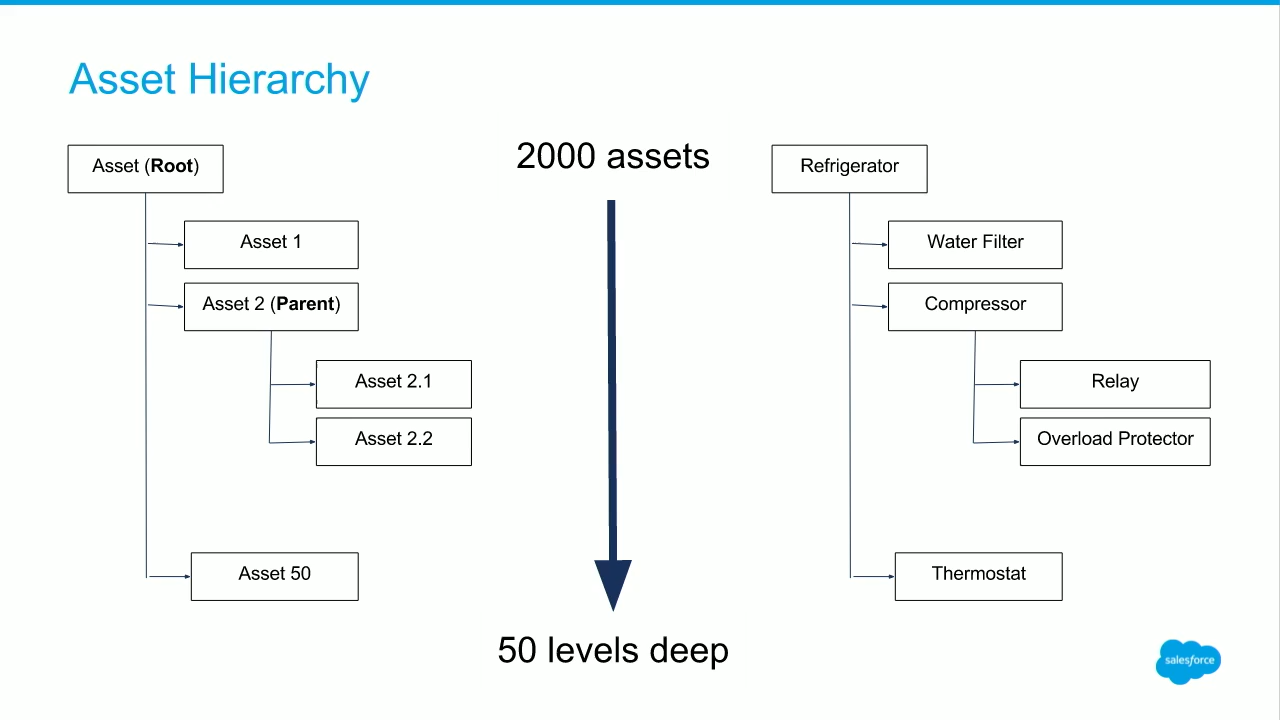 Asset Hierarchy
Asset (Root)
Asset 1
Asset 2 (Parent)
Asset 2.1
Asset 2.2
Asset 50
2000 assets
50 levels deep
Refrigerator
Water Filter
Compressor
Relay
Overload Protector
Thermostat
salesforce